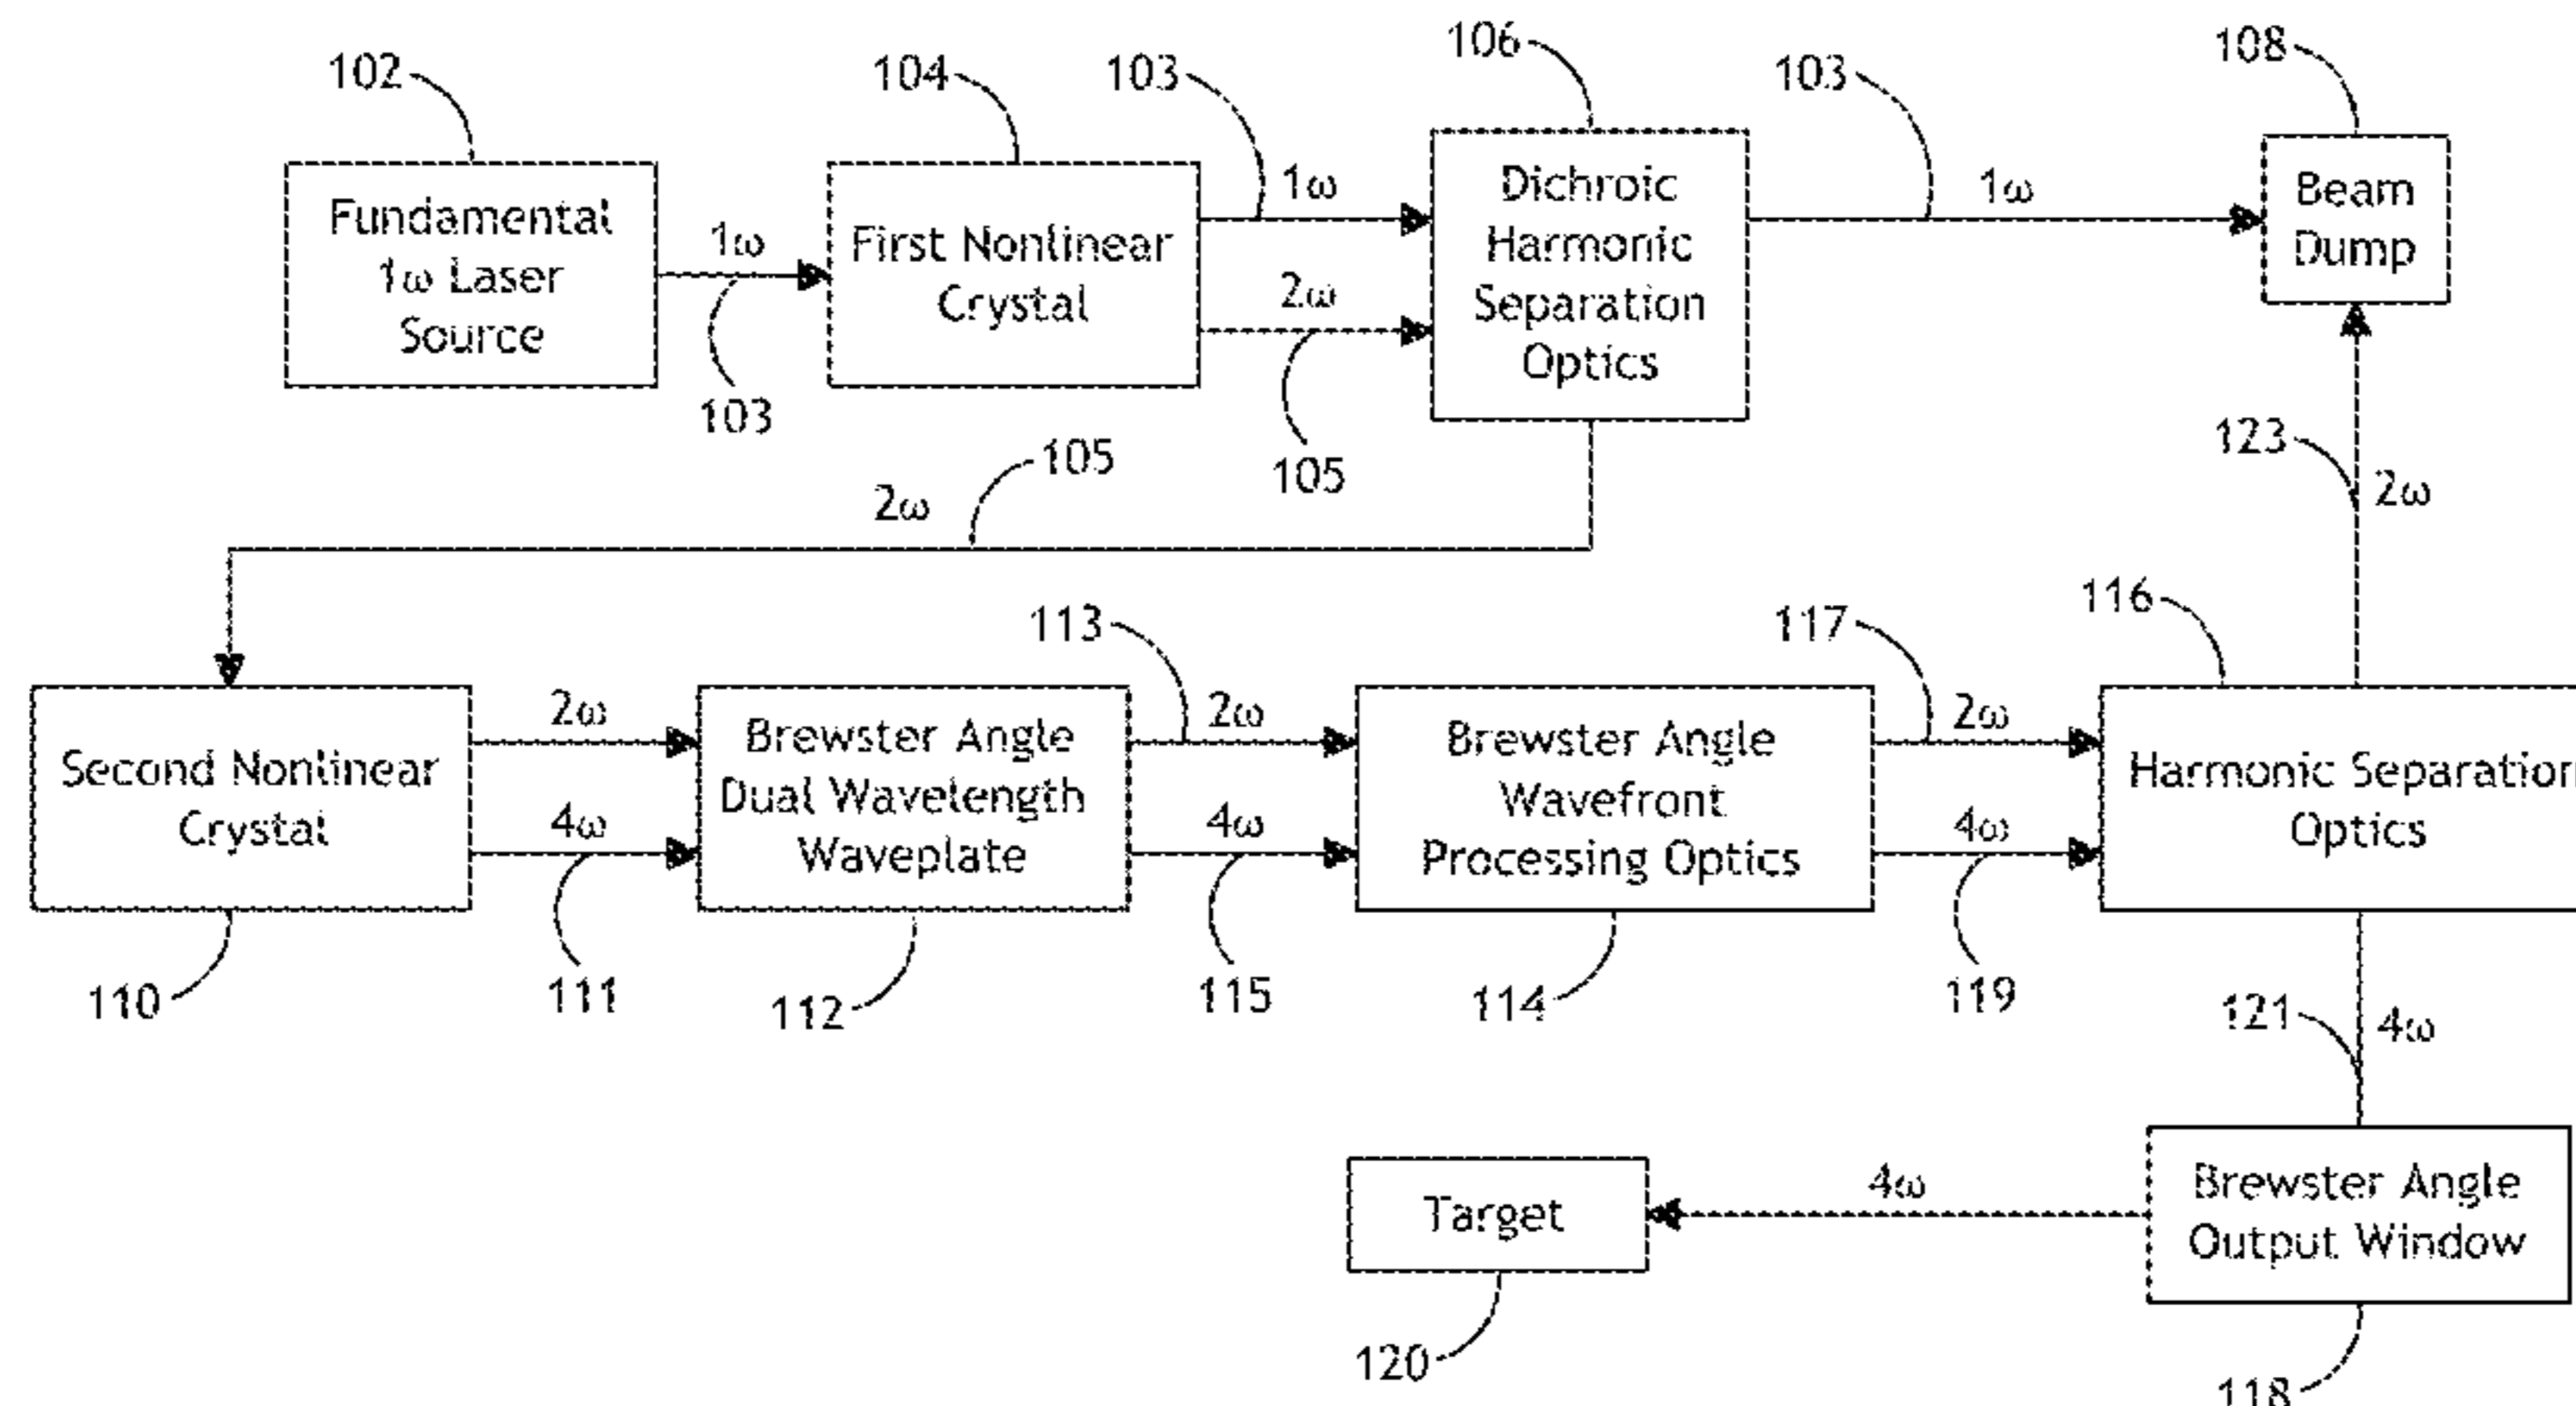 102
104
103
106
103
108
Fundamental
1ω Laser
Source
1ω
103
First Nonlinear
Crystal
1ω
2ω
105
Dichroic
Harmonic
Separation
Optics
1ω
Beam
Dump
123
2ω
105
2ω
113
117
116
Second Nonlinear
Crystal
2ω
4ω
Brewster Angle
Dual Wavelength
Waveplate
2ω
4ω
Brewster Angle
Wavefront
Processing Optics
2ω
4ω
Harmonic Separation
Optics
110
111
112
115
114
119
121
4ω
Target
4ω
Brewster Angle
Output Window
120
118